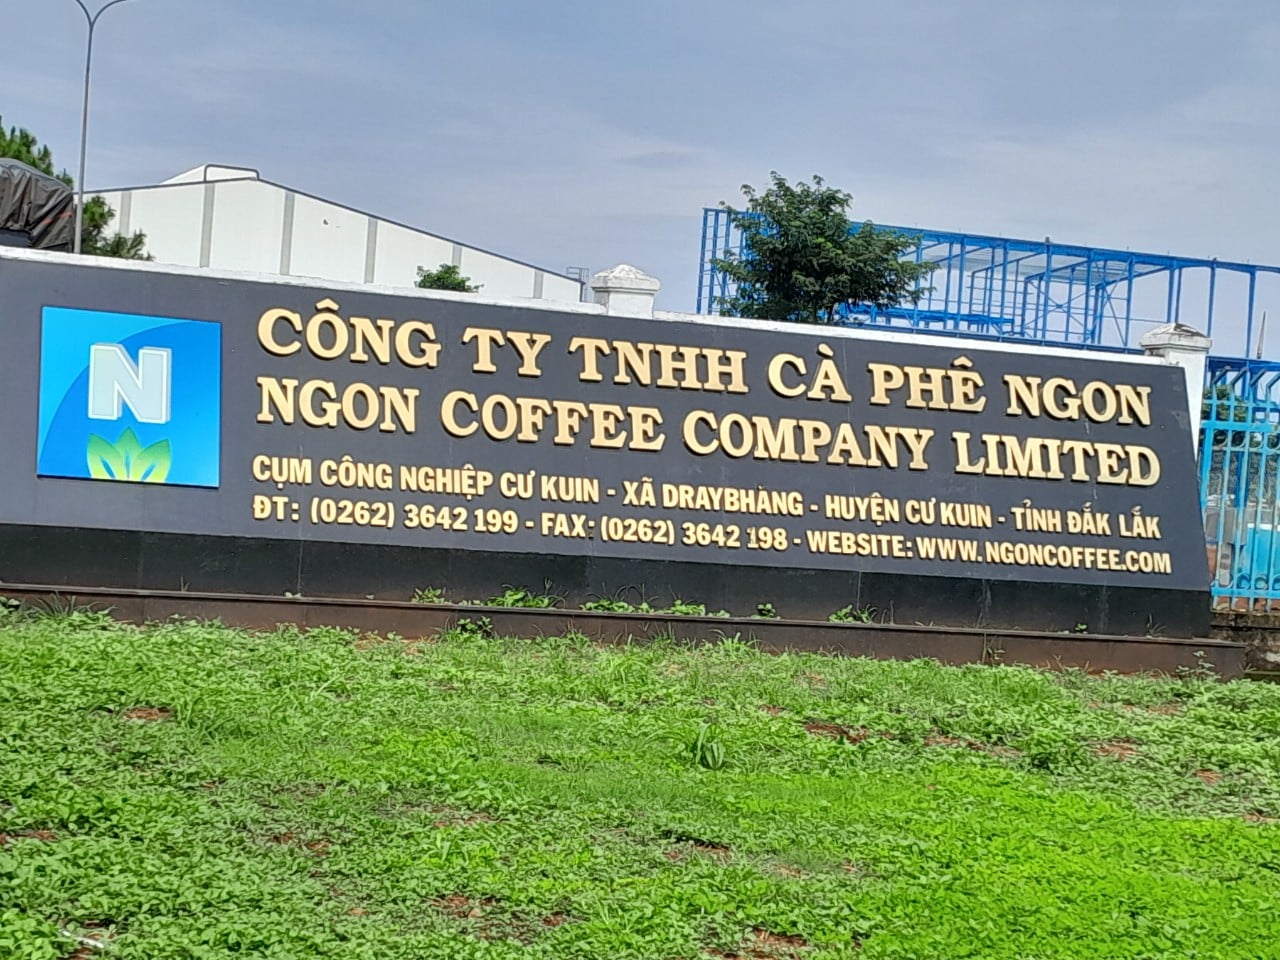 N
CÔNG TY TNHH CÀ PHÊ NGON
NGON COFFEE COMPANY LIMITED
CỤM CÔNG NGHIỆP CƯ KUIN - XÃ DRAYBHĂNG - HUYỆN CƯ KUIN - TỈNH ĐẮK LẮK
ĐT: (0262) 3642 199 - FAX: (0262) 3642 198 - WEBSITE: WWW.NGONCOFFEE.COM